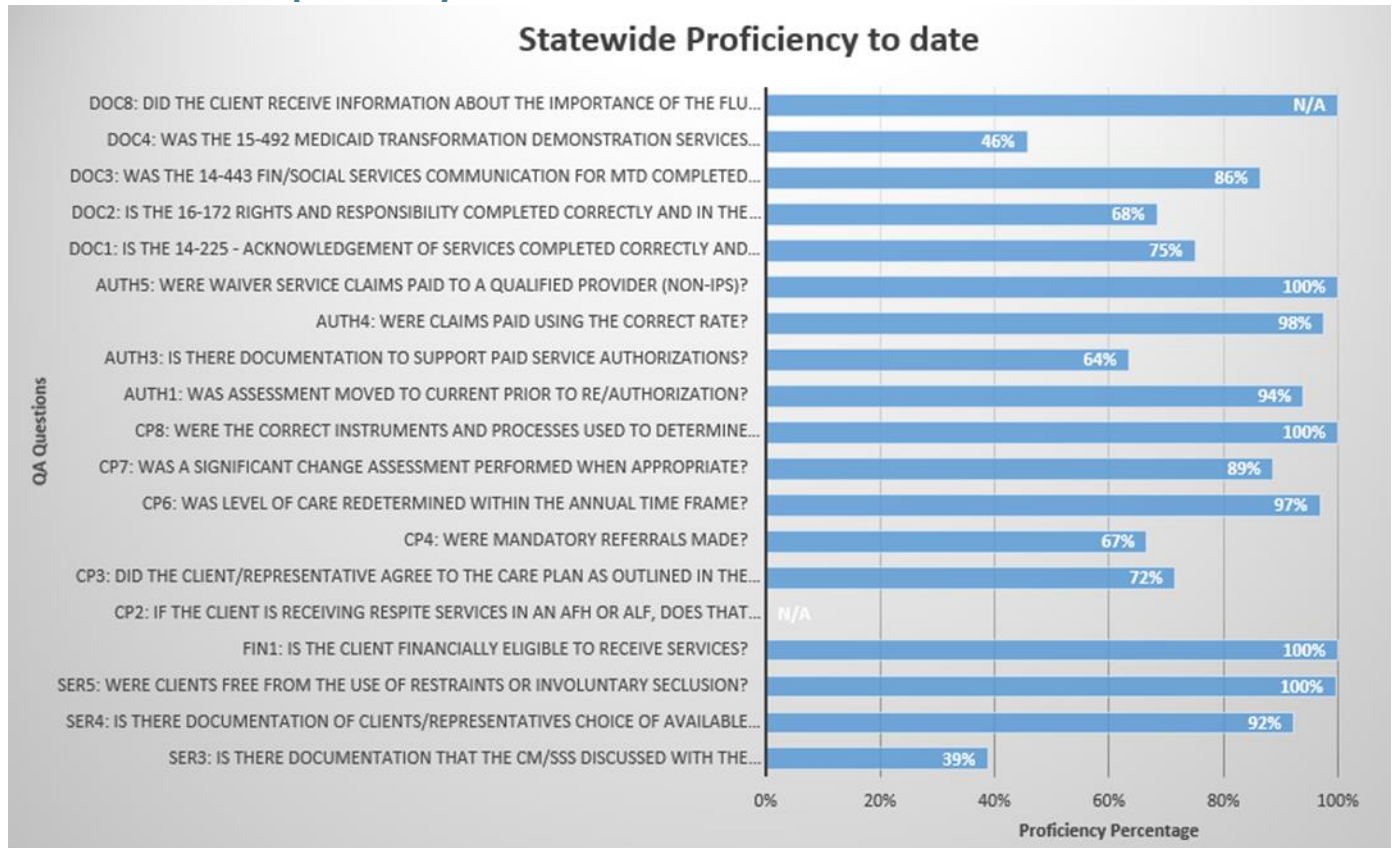 Statewide Proficiency to date
DOC8: DID THE CLIENT RECEIVE INFORMATION ABOUT THE IMPORTANCE OF THE FLU... N/A
DOC4: WAS THE 15-492 MEDICAID TRANSFORMATION DEMONSTRATION SERVICES... 46%
DOC3: WAS THE 14-443 FIN/SOCIAL SERVICES COMMUNICATION FOR MTD COMPLETED... 86%
DOC2: IS THE 16-172 RIGHTS AND RESPONSIBILITY COMPLETED CORRECTLY AND IN THE... 68%
DOC1: IS THE 14-225 - ACKNOWLEDGEMENT OF SERVICES COMPLETED CORRECTLY AND... 75%
AUTH5: WERE WAIVER SERVICE CLAIMS PAID TO A QUALIFIED PROVIDER (NON-IPS)? 100%
AUTH4: WERE CLAIMS PAID USING THE CORRECT RATE? 98%
AUTH3: IS THERE DOCUMENTATION TO SUPPORT PAID SERVICE AUTHORIZATIONS? 64%
AUTH1: WAS ASSESSMENT MOVED TO CURRENT PRIOR TO RE/AUTHORIZATION? 94%
CP8: WERE THE CORRECT INSTRUMENTS AND PROCESSES USED TO DETERMINE... 100%
CP7: WAS A SIGNIFICANT CHANGE ASSESSMENT PERFORMED WHEN APPROPRIATE? 89%
CP6: WAS LEVEL OF CARE REDETERMINED WITHIN THE ANNUAL TIME FRAME? 97%
CP4: WERE MANDATORY REFERRALS MADE? 67%
CP3: DID THE CLIENT/REPRESENTATIVE AGREE TO THE CARE PLAN AS OUTLINED IN THE... 72%
CP2: IF THE CLIENT IS RECEIVING RESPITE SERVICES IN AN AFH OR ALF, DOES THAT... N/A
FIN1: IS THE CLIENT FINANCIALLY ELIGIBLE TO RECEIVE SERVICES? 100%
SER5: WERE CLIENTS FREE FROM THE USE OF RESTRAINTS OR INVOLUNTARY SECLUSION? 100%
SER4: IS THERE DOCUMENTATION OF CLIENTS/REPRESENTATIVES CHOICE OF AVAILABLE... 92%
SER3: IS THERE DOCUMENTATION THAT THE CM/SSS DISCUSSED WITH THE... 39%
QA Questions
0% 20% 40% 60% 80% 100%
Proficiency Percentage